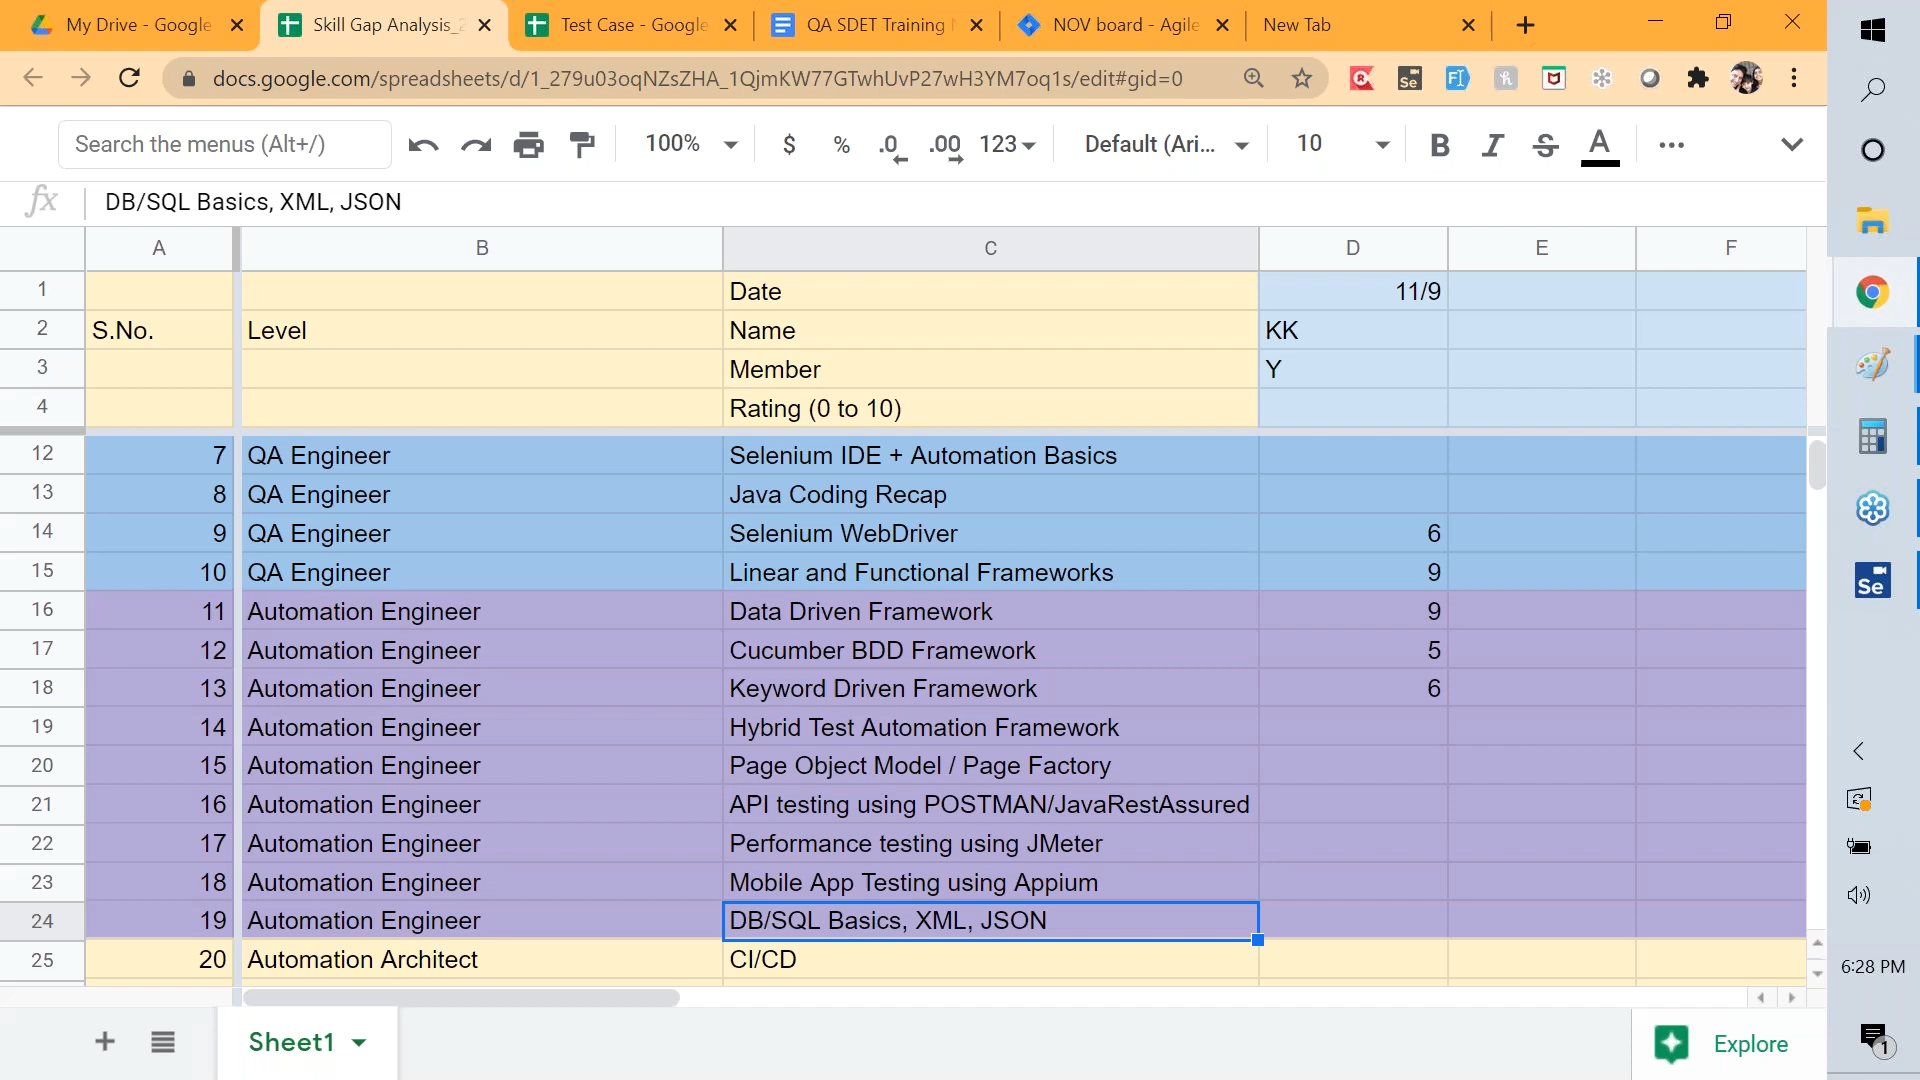 My Drive - Google
Skill Gap Analysis_2
Test Case - Google
QA SDET Training
NOV board - Agile
New Tab
docs.google.com/spreadsheets/d/1_279u03oqNZsZHA_1QjmKW77GTwhUvP27wH3YM7oq1s/edit#gid=0
Search the menus (Alt+/)
100%
$ % .0 .00 123
Default (Ari...
10
B I S A
fx DB/SQL Basics, XML, JSON
A B C D E F
1 Date 11/9
2 S.No. Level Name KK
3 Member Y
4 Rating (0 to 10)
12 7 QA Engineer Selenium IDE + Automation Basics
13 8 QA Engineer Java Coding Recap
14 9 QA Engineer Selenium WebDriver 6
15 10 QA Engineer Linear and Functional Frameworks 9
16 11 Automation Engineer Data Driven Framework 9
17 12 Automation Engineer Cucumber BDD Framework 5
18 13 Automation Engineer Keyword Driven Framework 6
19 14 Automation Engineer Hybrid Test Automation Framework
20 15 Automation Engineer Page Object Model / Page Factory
21 16 Automation Engineer API testing using POSTMAN/JavaRestAssured
22 17 Automation Engineer Performance testing using JMeter
23 18 Automation Engineer Mobile App Testing using Appium
24 19 Automation Engineer DB/SQL Basics, XML, JSON
25 20 Automation Architect CI/CD
Sheet1
Explore
Se
6:28 PM
1